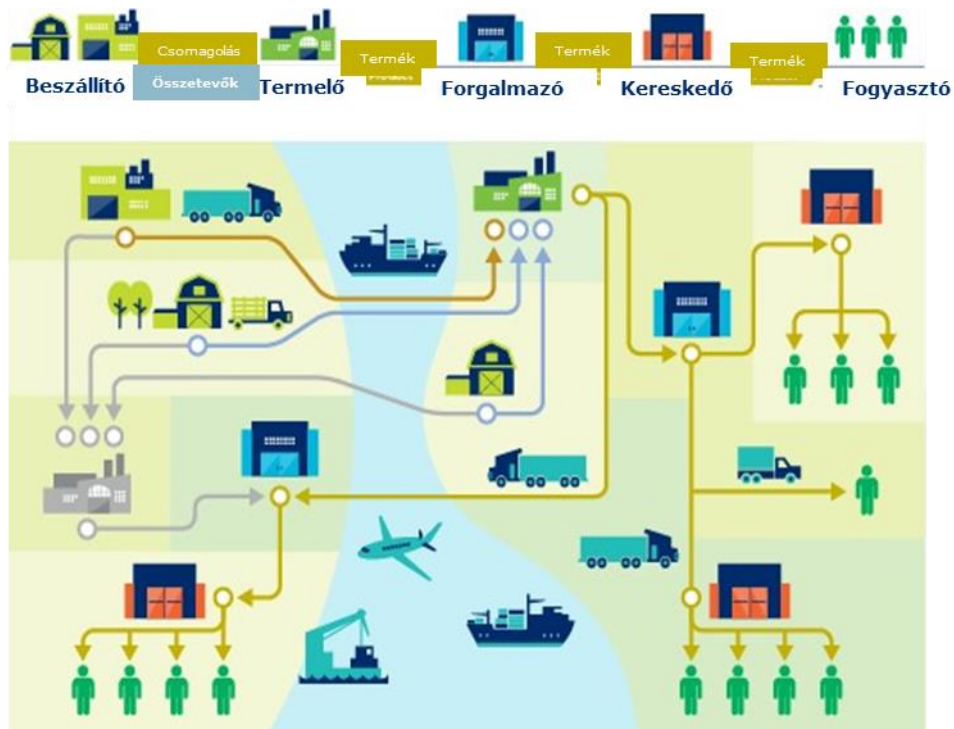 Csomagolás
Termék
Termék
Termék
Beszállító
Összetevők
Termelő
Forgalmazó
Kereskedő
Fogyasztó